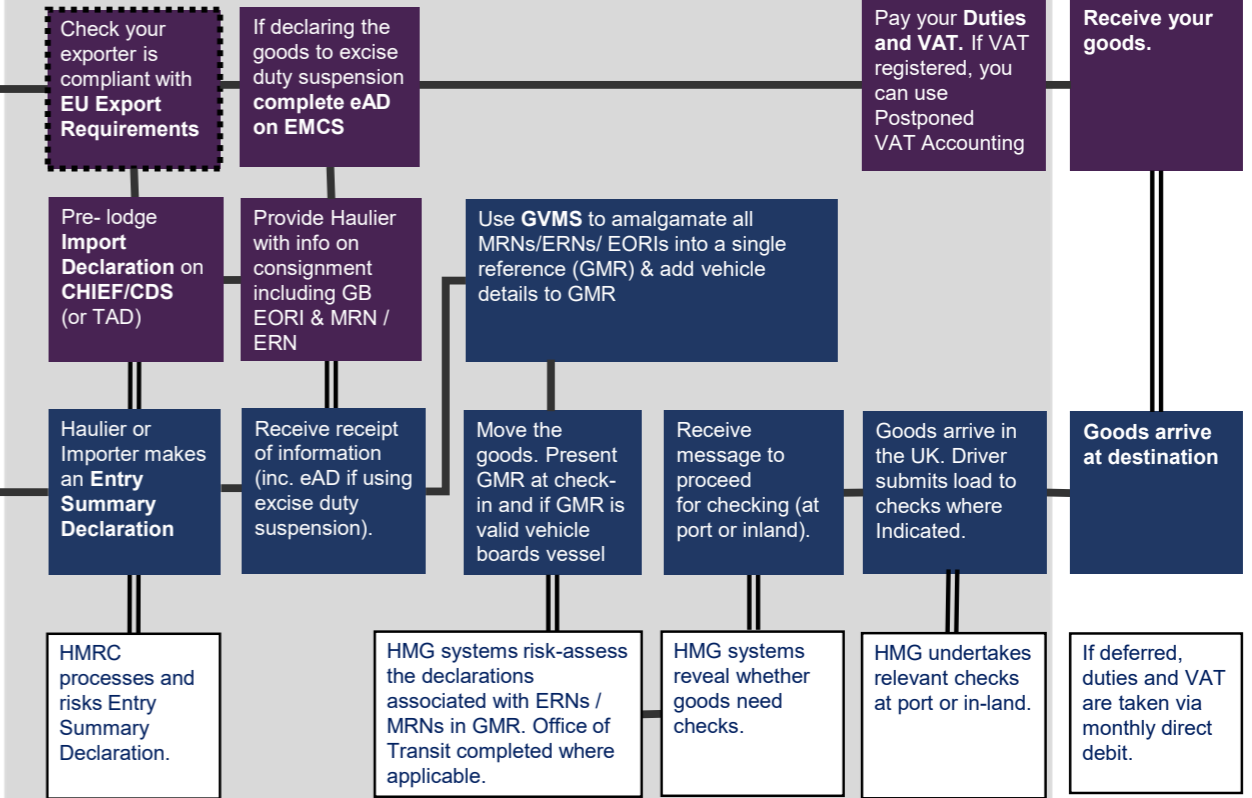 Check your
exporter is
compliant with
EU Export
Requirements
If declaring the
goods to excise
duty suspension
complete eAD
on EMCS
Pay your Duties
and VAT. If VAT
registered, you
can use
Postponed
VAT Accounting
Receive your
goods.
Pre- lodge
Import
Declaration on
CHIEF/CDS
(or TAD)
Provide Haulier
with info on
consignment
including GB
EORI & MRN /
ERN
Use GVMS to amalgamate all
MRNs/ERNs/ EORIs into a single
reference (GMR) & add vehicle
details to GMR
Haulier or
Importer makes
an Entry
Summary
Declaration
Receive receipt
of information
(inc. eAD if using
excise duty
suspension).
Move the
goods. Present
GMR at check-
in and if GMR is
valid vehicle
boards vessel
Receive
message to
proceed
for checking (at
port or inland).
Goods arrive in
the UK. Driver
submits load to
checks where
Indicated.
Goods arrive
at destination
HMRC
processes and
risks Entry
Summary
Declaration.
HMG systems risk-assess
the declarations
associated with ERNs /
MRNs in GMR. Office of
Transit completed where
applicable.
HMG systems
reveal whether
goods need
checks.
HMG undertakes
relevant checks
at port or in-land.
If deferred,
duties and VAT
are taken via
monthly direct
debit.